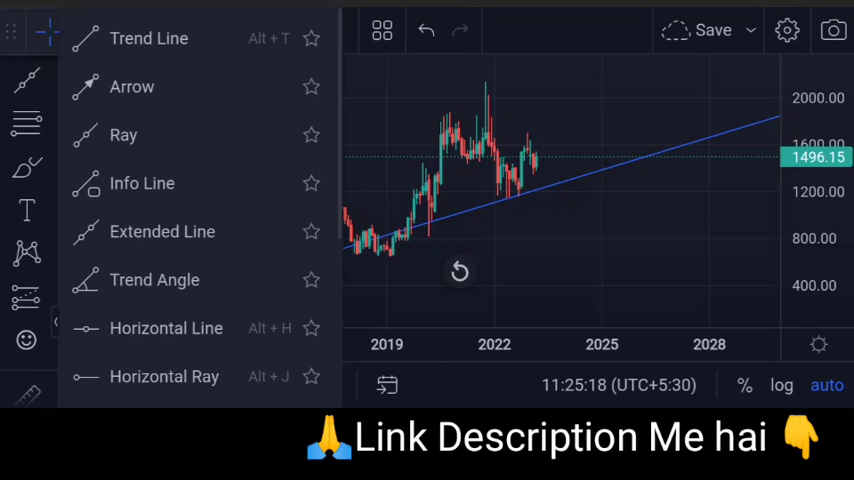 Trend Line Alt + T
Arrow
Ray
Info Line
Extended Line
Trend Angle
Horizontal Line Alt + H
Horizontal Ray Alt + J
Save
2000.00
1600.00
1496.15
1200.00
800.00
400.00
2019 2022 2025 2028
11:25:18 (UTC+5:30) % log auto
🙏Link Description Me hai 👇